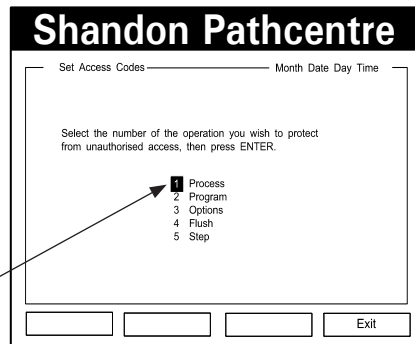 Shandon Pathcentre
Set Access Codes Month Date Day Time
Select the number of the operation you wish to protect
from unauthorised access, then press ENTER.
1 Process
2 Program
3 Options
4 Flush
5 Step
Exit